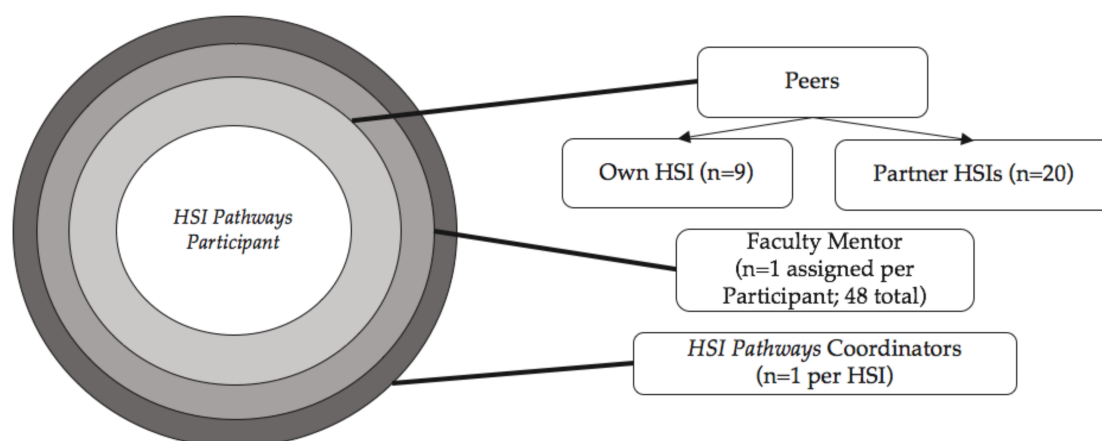 HSI Pathways
Participant
Peers
Own HSI (n=9)
Partner HSIs (n=20)
Faculty Mentor
(n=1 assigned per
Participant; 48 total)
HSI Pathways Coordinators
(n=1 per HSI)